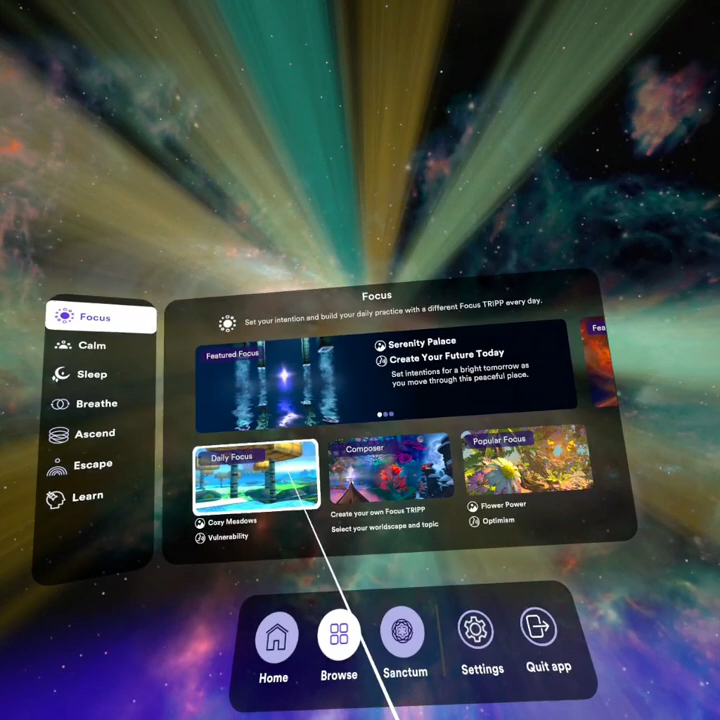 Focus
Calm
Sleep
Breathe
Ascend
Escape
Learn
Focus
Set your intention and build your daily practice with a different Focus TRIPP every day.
Featured Focus
Serenity Palace
Create Your Future Today
Set intentions for a bright tomorrow as
you move through this peaceful place.
Fea
Daily Focus
Cozy Meadows
Vulnerability
Composer
Create your own Focus TRIPP
Select your worldscape and topic
Popular Focus
Flower Power
Optimism
Home
Browse
Sanctum
Settings
Quit app